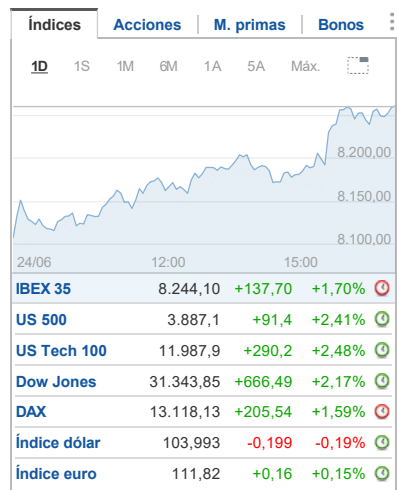 Índices Acciones M. primas Bonos
1D 1S 1M 6M 1A 5A Máx.
8.200,00
8.150,00
8.100,00
24/06 12:00 15:00
IBEX 35 8.244,10 +137,70 +1,70%
US 500 3.887,1 +91,4 +2,41%
US Tech 100 11.987,9 +290,2 +2,48%
Dow Jones 31.343,85 +666,49 +2,17%
DAX 13.118,13 +205,54 +1,59%
Índice dólar 103,993 -0,199 -0,19%
Índice euro 111,82 +0,16 +0,15%